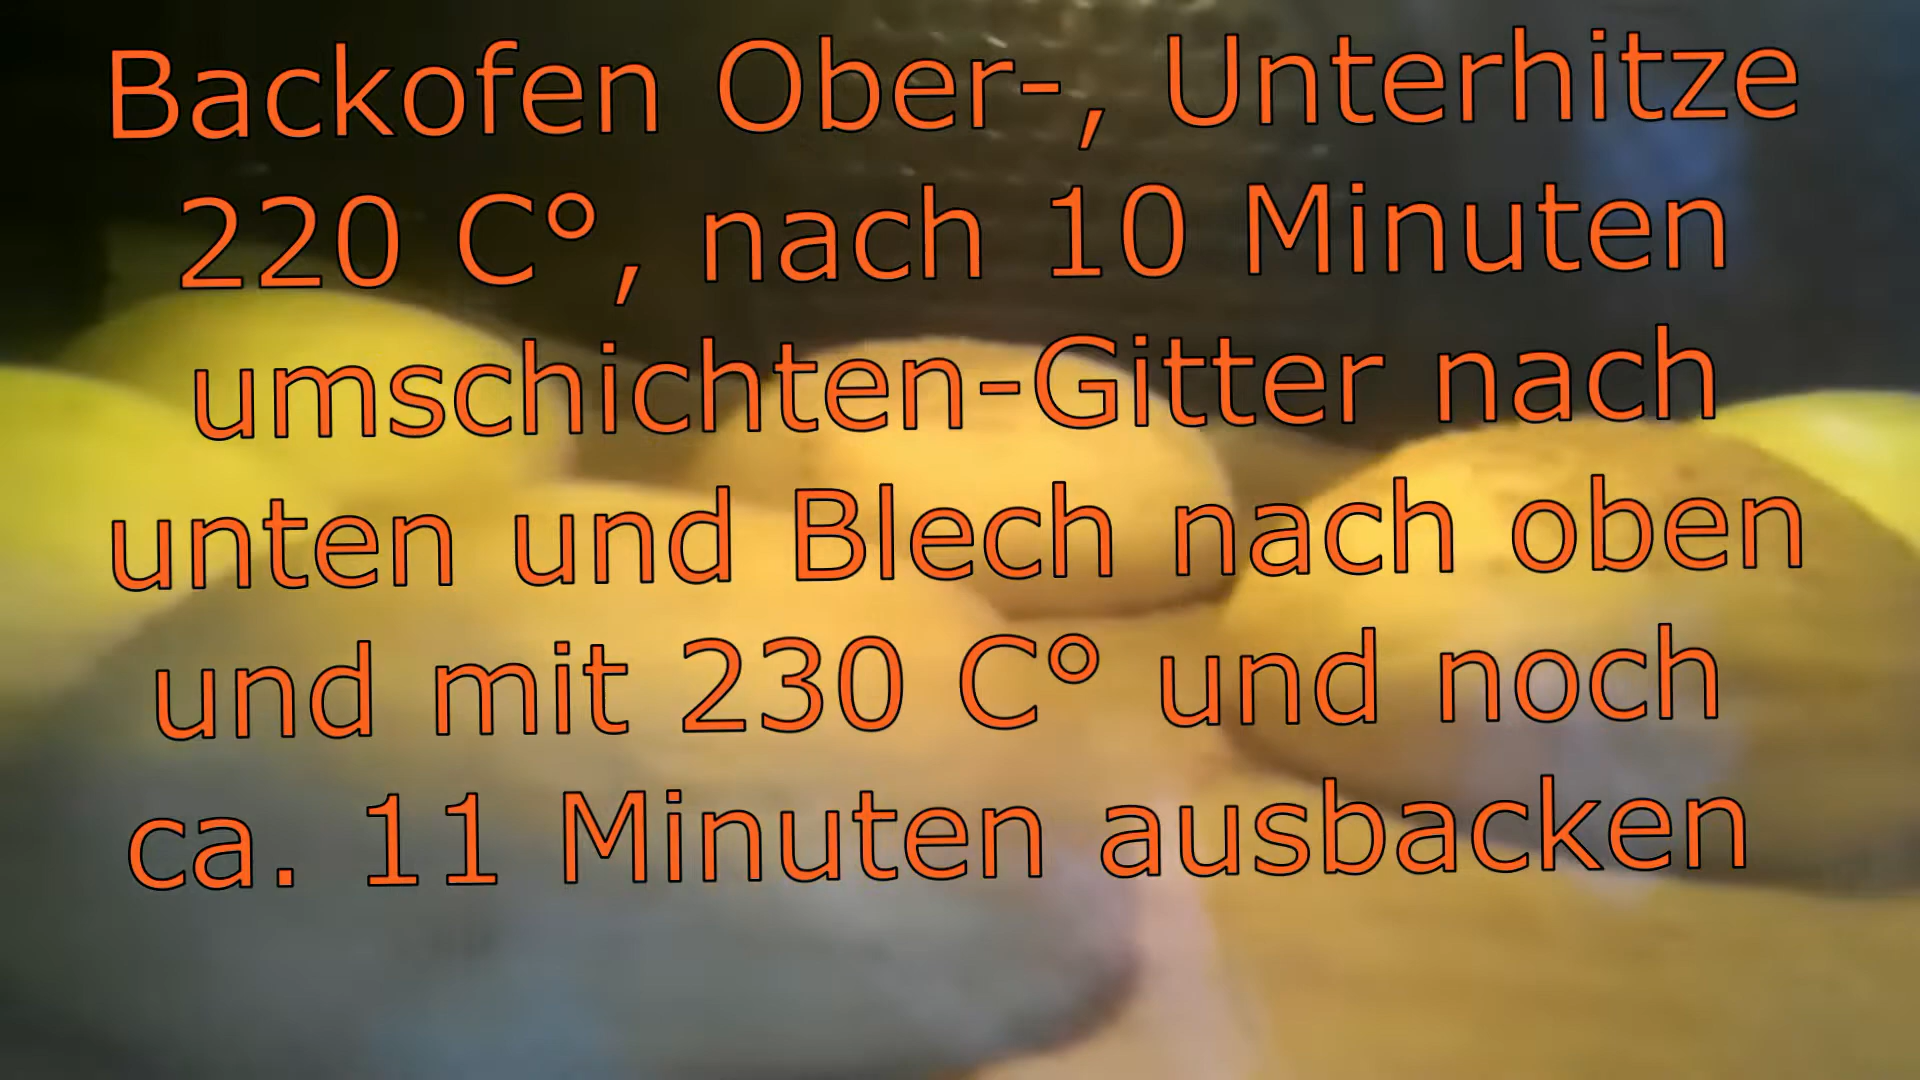 Backofen Ober-, Unterhitze
220 C°, nach 10 Minuten
umschichten-Gitter nach
unten und Blech nach oben
und mit 230 C° und noch
ca. 11 Minuten ausbacken